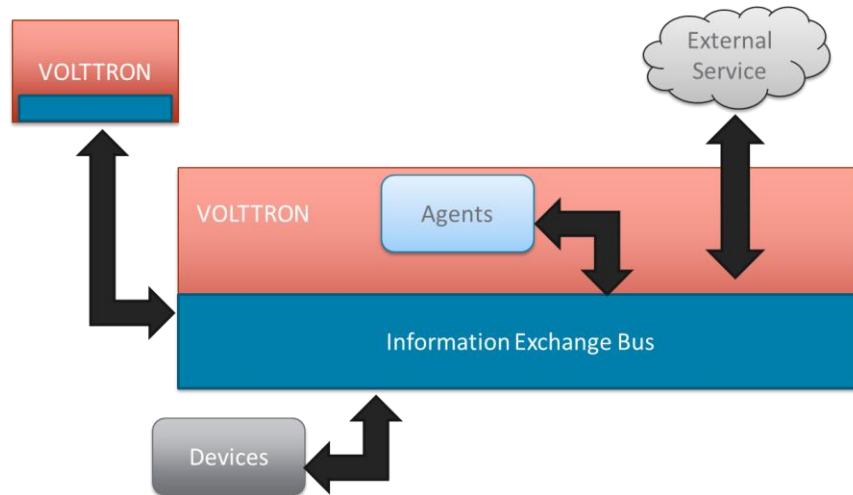 VOLTTRON
External
Service
VOLTTRON
Agents
Information Exchange Bus
Devices